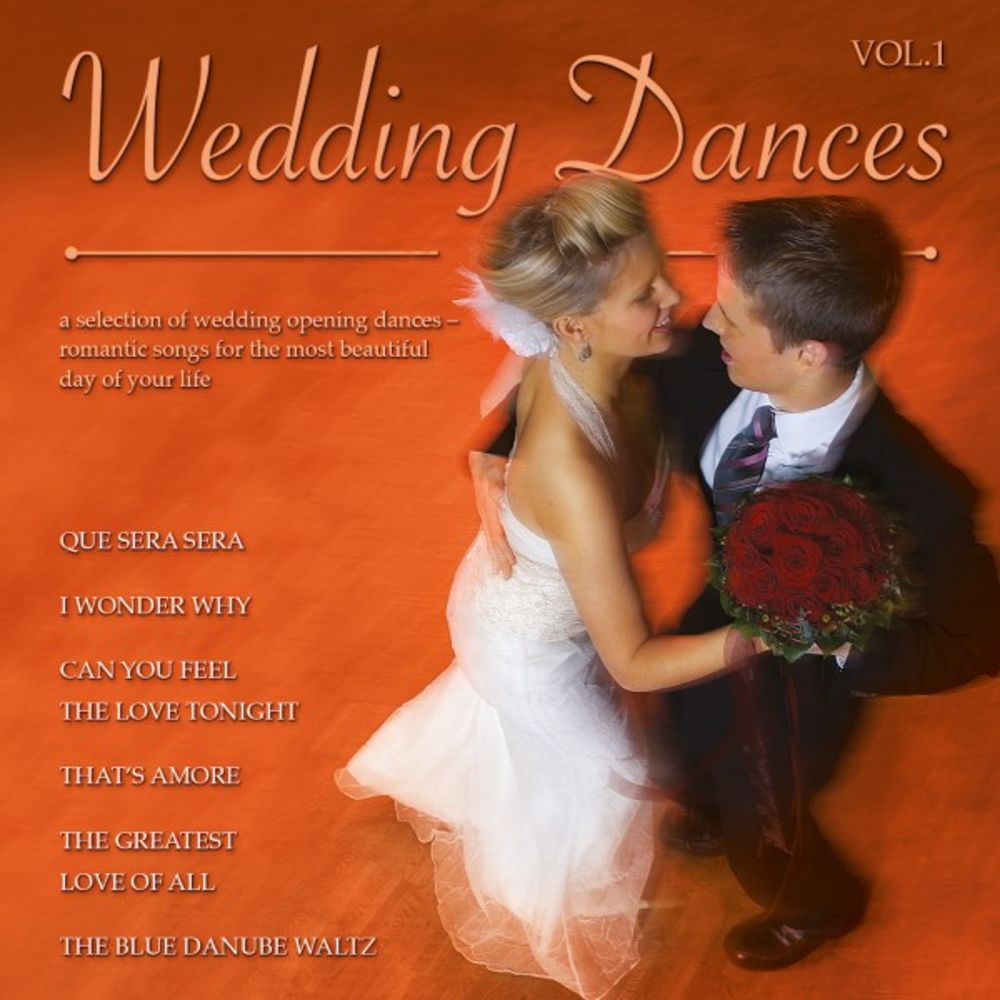 VOL.1
Wedding Dances
a selection of wedding opening dances –
romantic songs for the most beautiful
day of your life
QUE SERA SERA
I WONDER WHY
CAN YOU FEEL
THE LOVE TONIGHT
THAT'S AMORE
THE GREATEST
LOVE OF ALL
THE BLUE DANUBE WALTZ